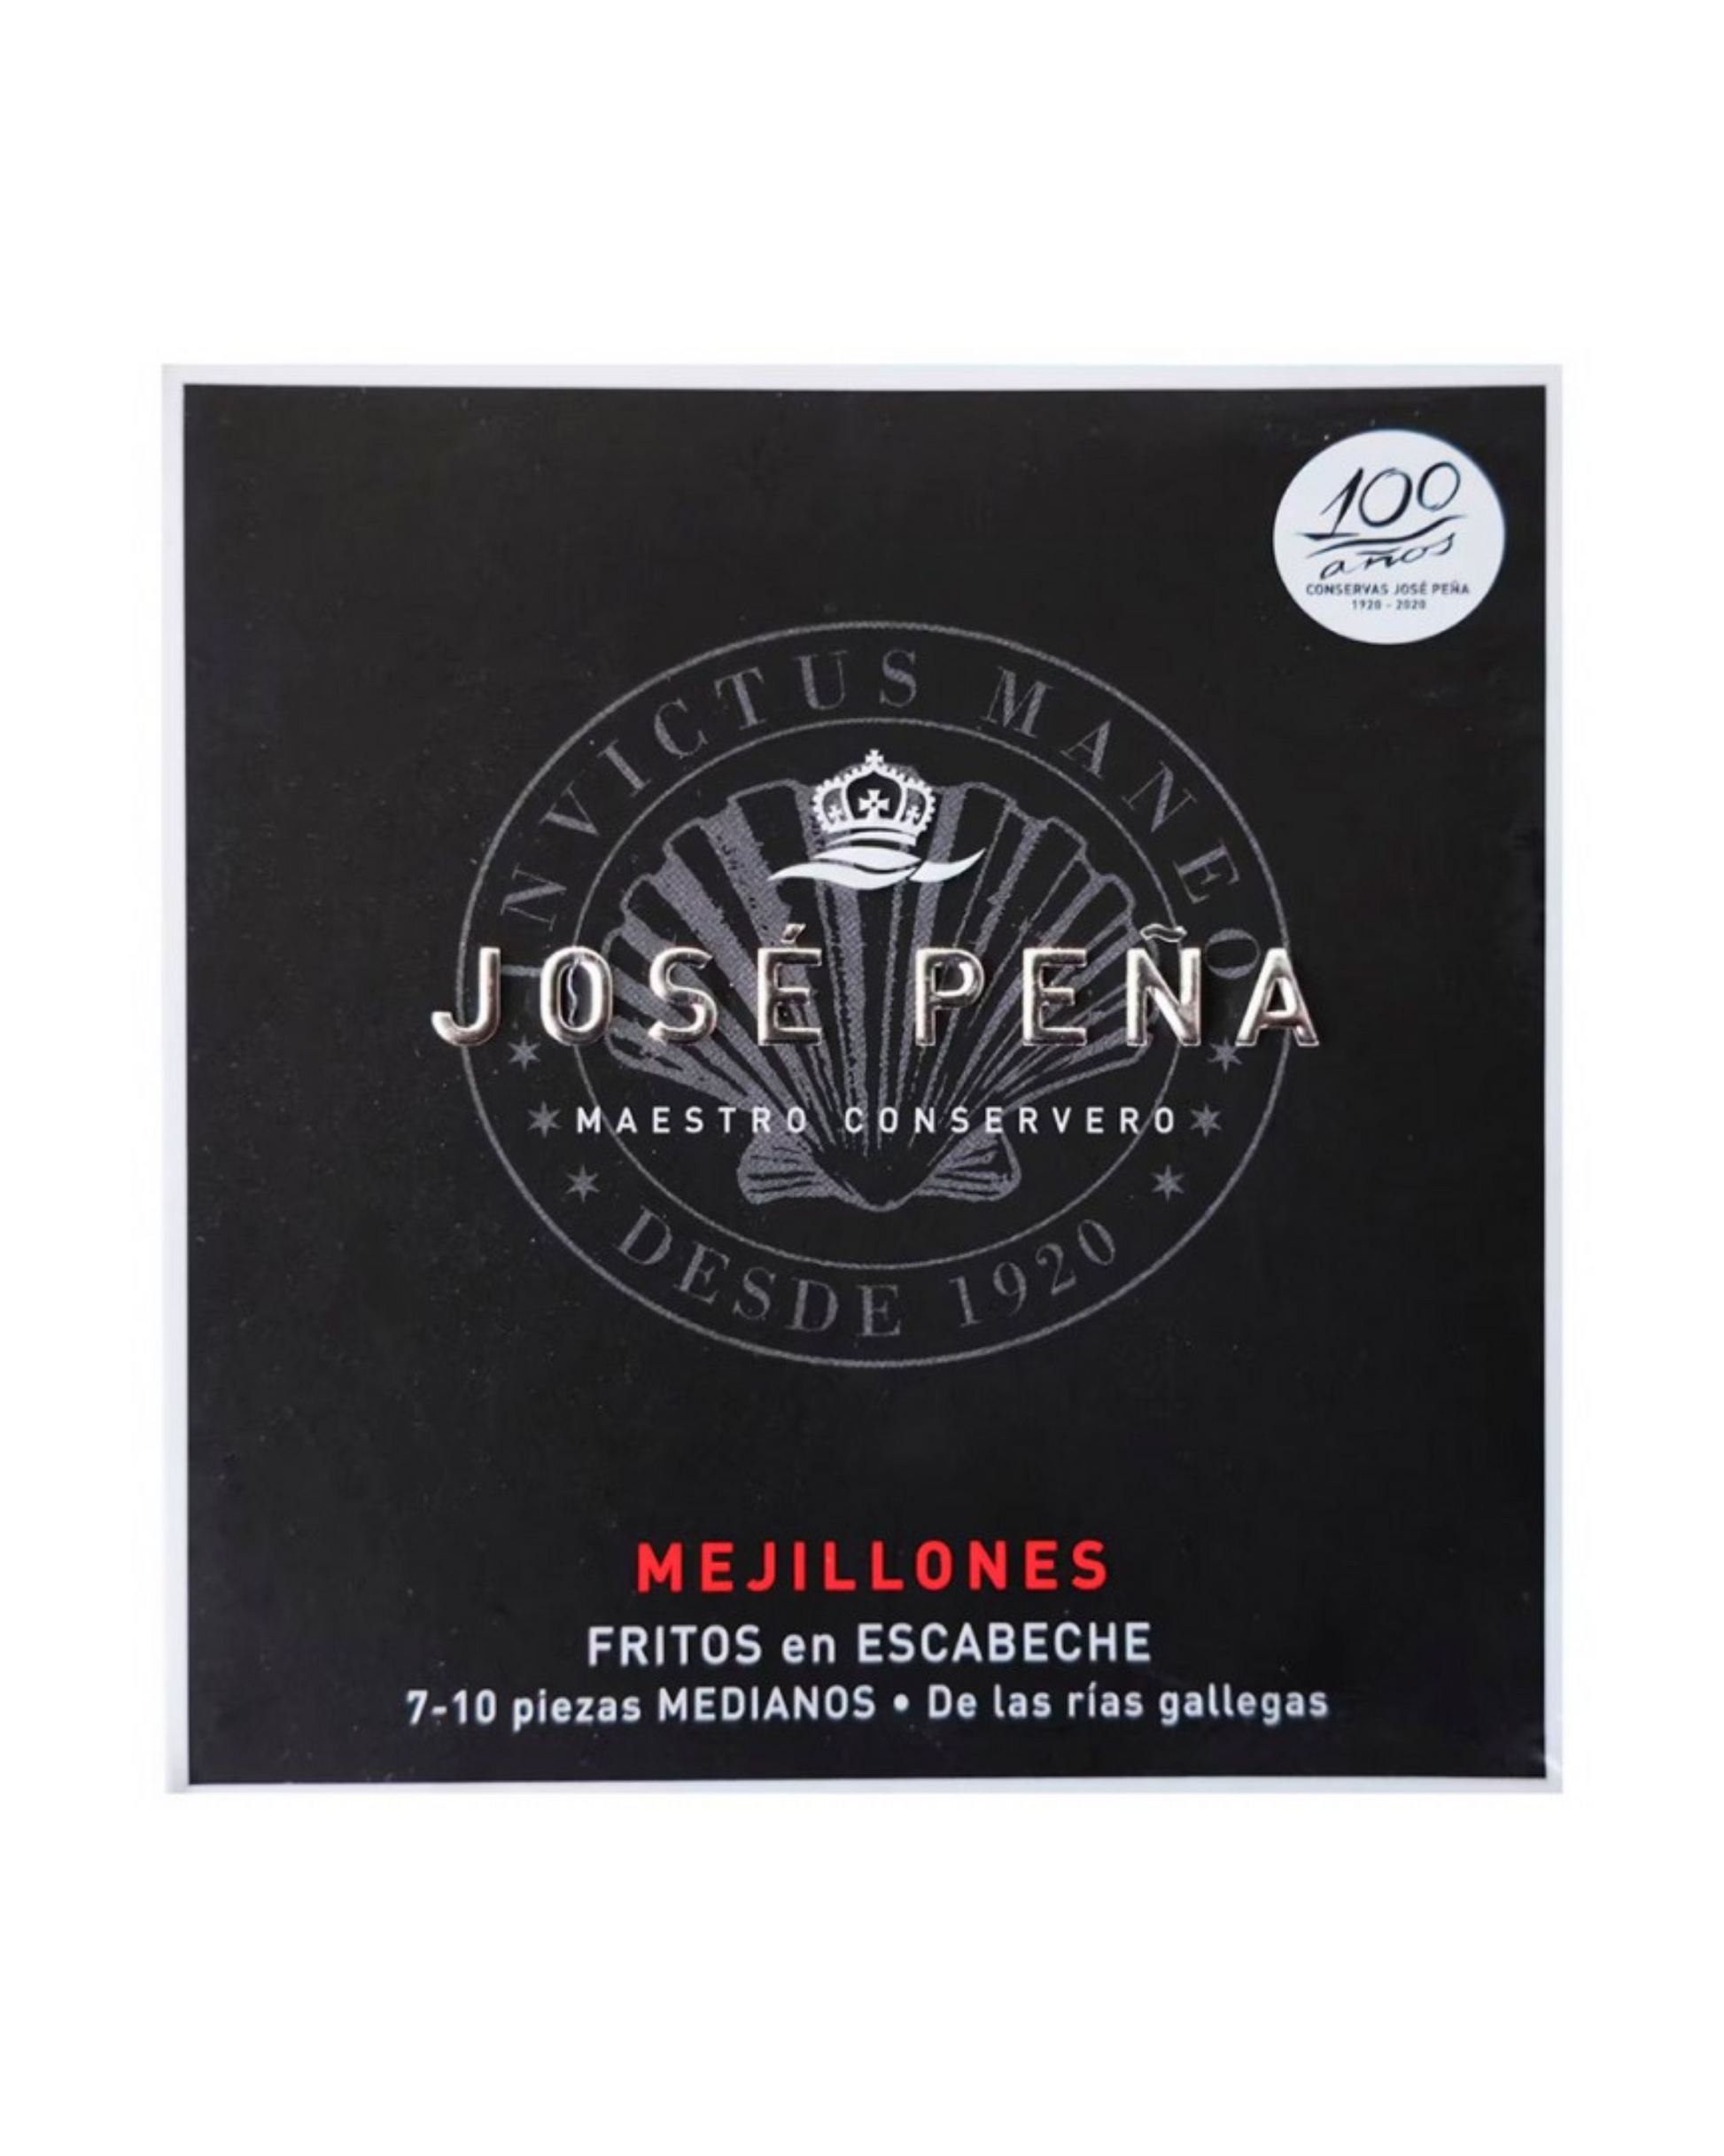 100
años
CONSERVAS JOSÉ PEÑA
1920 - 2020
INVICTUS MANEO
JOSÉ PEÑA
MAESTRO CONSERVERO
DESDE 1920
MEJILLONES
FRITOS en ESCABECHE
7-10 piezas MEDIANOS • De las rías gallegas